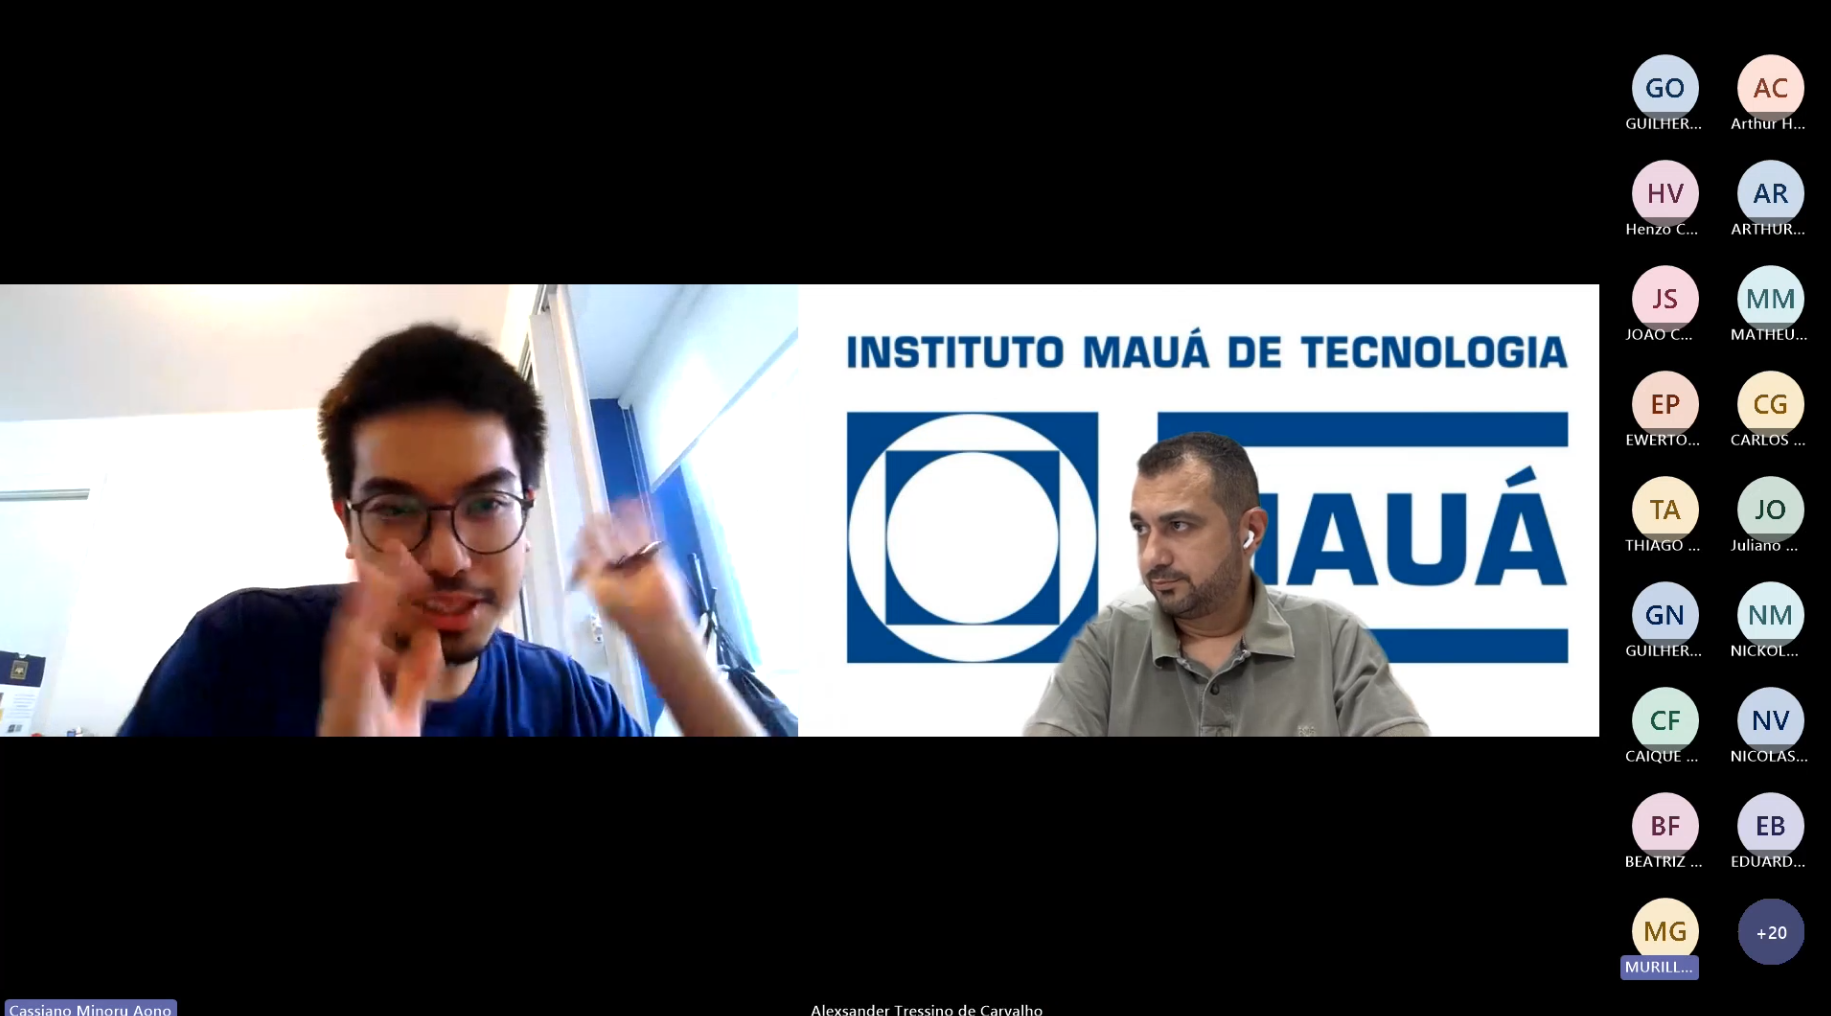 INSTITUTO MAUÁ DE TECNOLOGIA
AUÁ
Cassiano Minoru Aono
Alexsander Tressino de Carvalho
GO
GUILHER...
AC
Arthur H...
HV
Henzo C...
AR
ARTHUR...
JS
JOAO C...
MM
MATHEU...
EP
EWERTO...
CG
CARLOS ...
TA
THIAGO ...
JO
Juliano ...
GN
GUILHER...
NM
NICKOL...
CF
CAIQUE ...
NV
NICOLAS...
BF
BEATRIZ ...
EB
EDUARD...
MG
MURILL...
+20